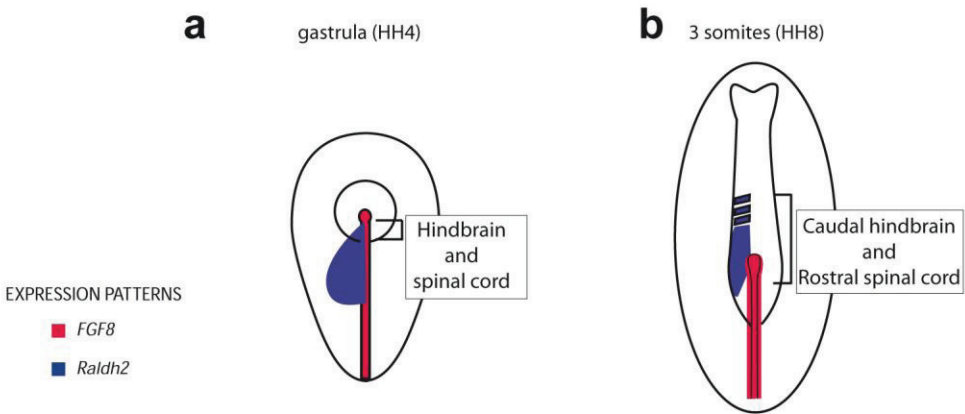 a
gastrula (HH4)
b
3 somites (HH8)
Hindbrain
and
spinal cord
Caudal hindbrain
and
Rostral spinal cord
EXPRESSION PATTERNS
FGF8
Raldh2